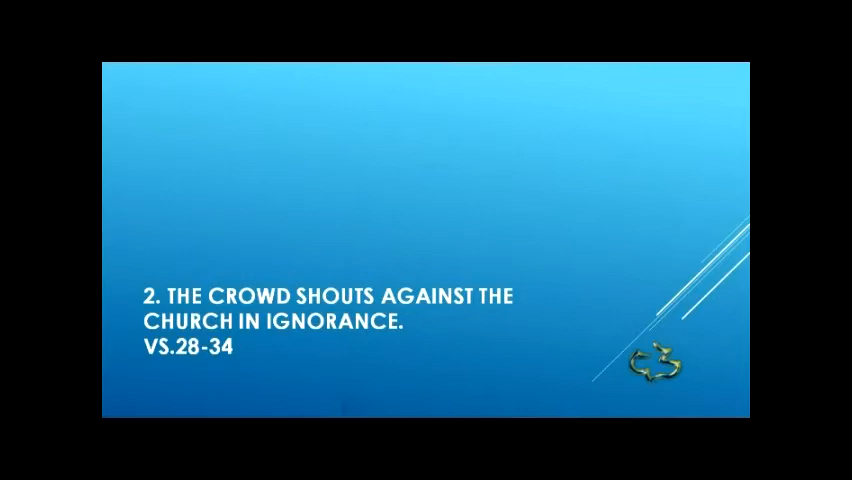 2. THE CROWD SHOUTS AGAINST THE
CHURCH IN IGNORANCE.
VS.28-34